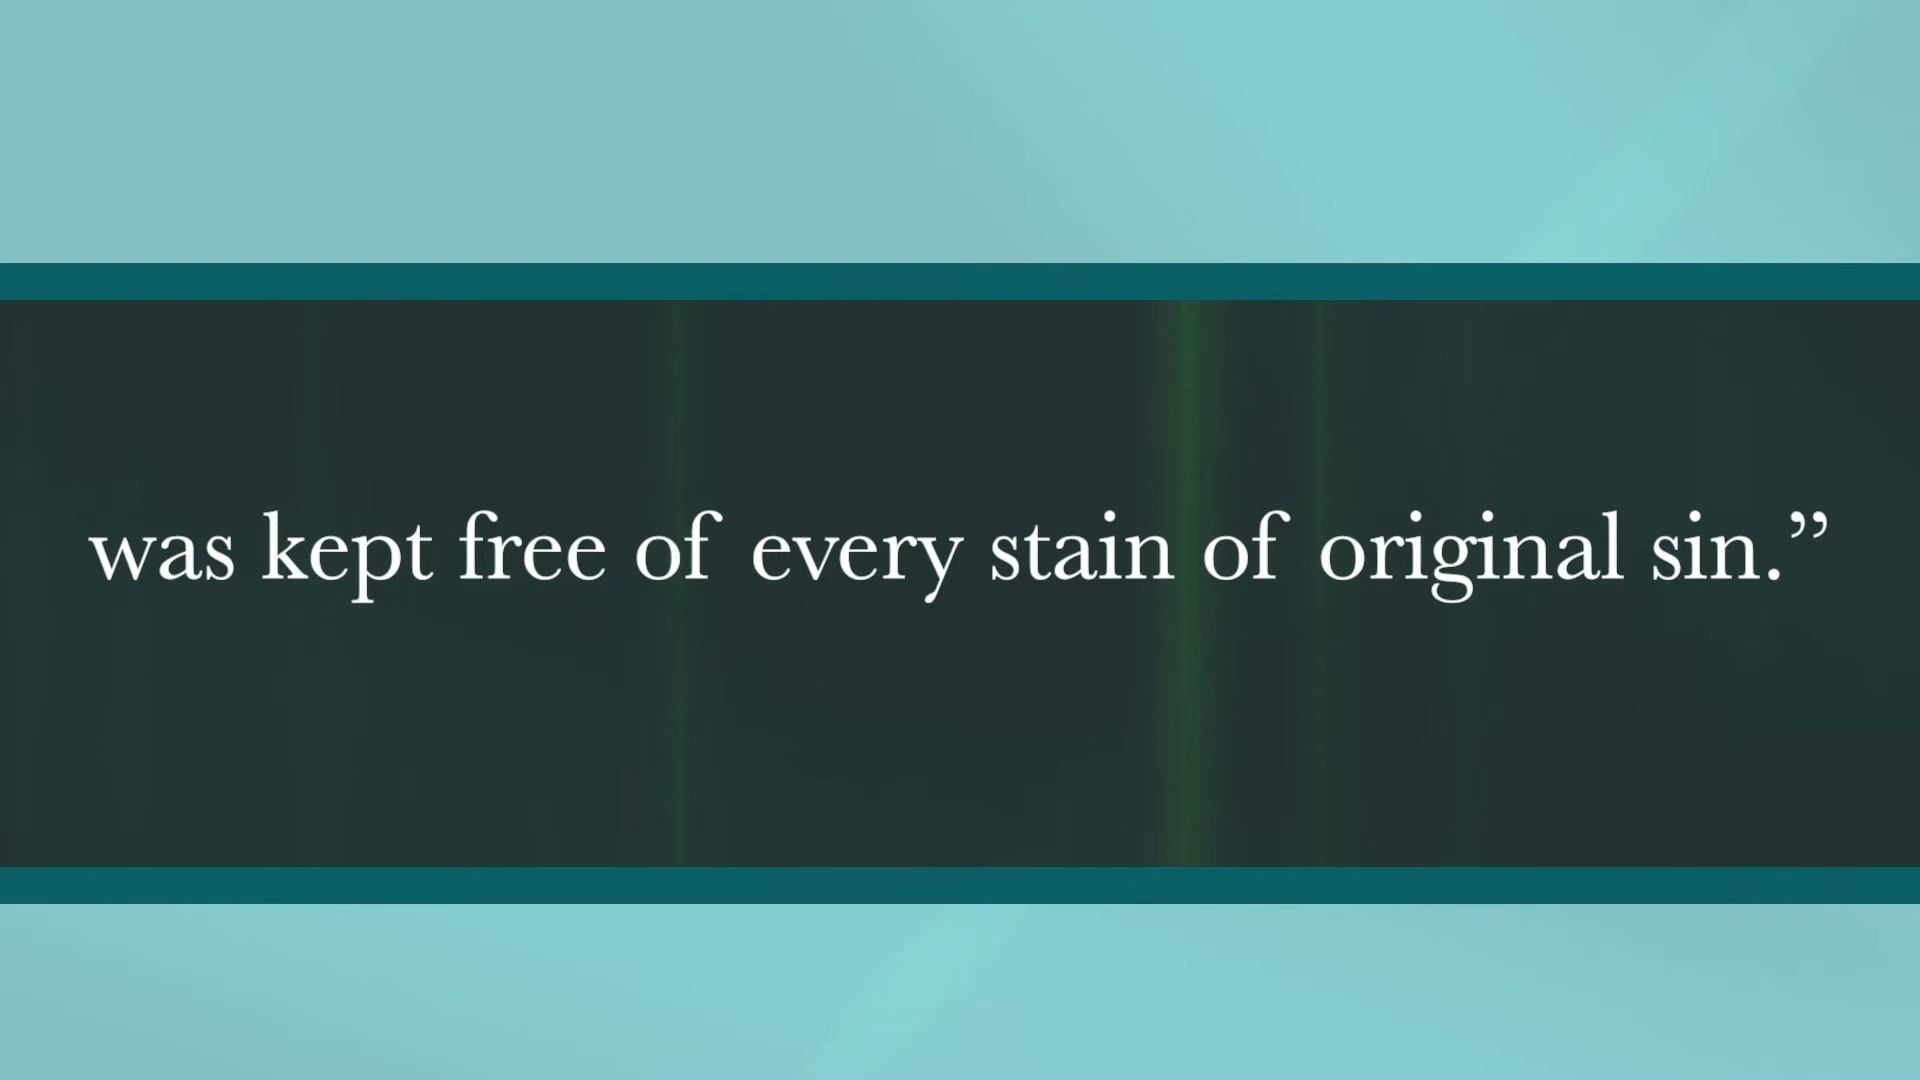 was kept free of every stain of original sin.”